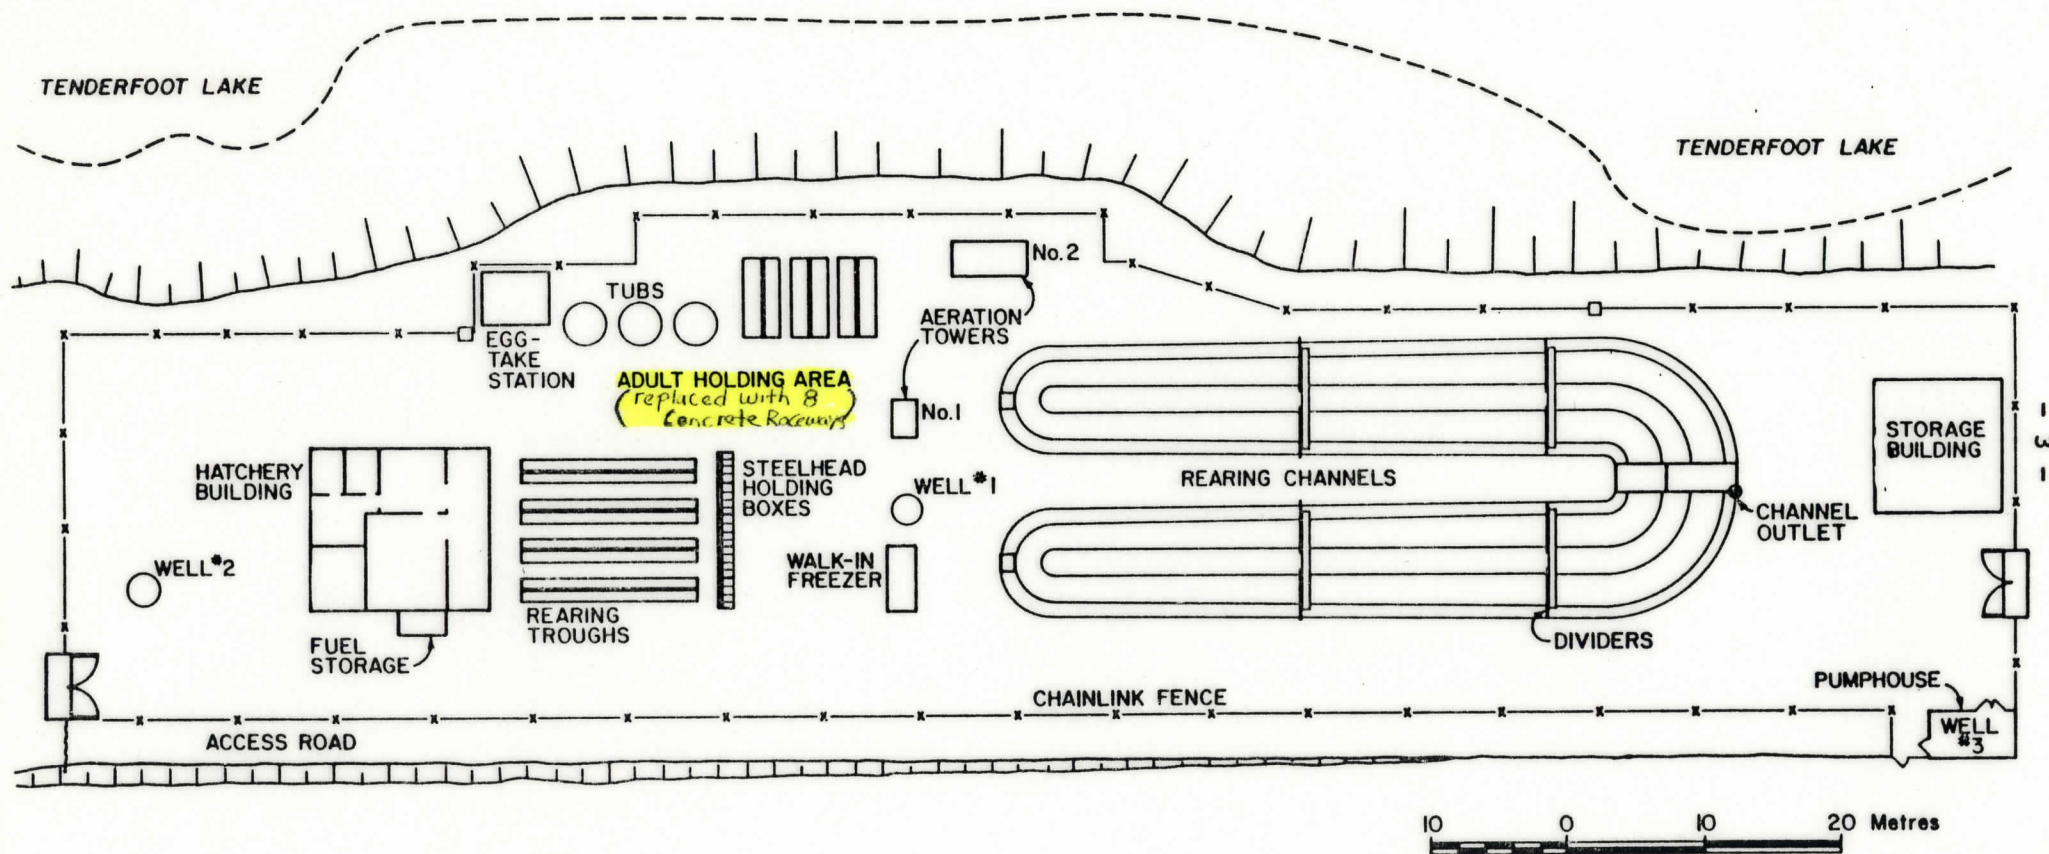 TENDERFOOT LAKE
TENDERFOOT LAKE
No.2
TUBS
AERATION
TOWERS
EGG-
TAKE
STATION
ADULT HOLDING AREA
(replaced with 8
Concrete Raceways)
No.1
STORAGE
BUILDING
- 3 -
HATCHERY
BUILDING
STEELHEAD
HOLDING
BOXES
REARING CHANNELS
WELL #1
CHANNEL
OUTLET
WELL #2
WALK-IN
FREEZER
REARING
TROUGHS
FUEL
STORAGE
DIVIDERS
PUMPHOUSE
CHAINLINK FENCE
WELL
#3
ACCESS ROAD
10 0 10 20 Metres